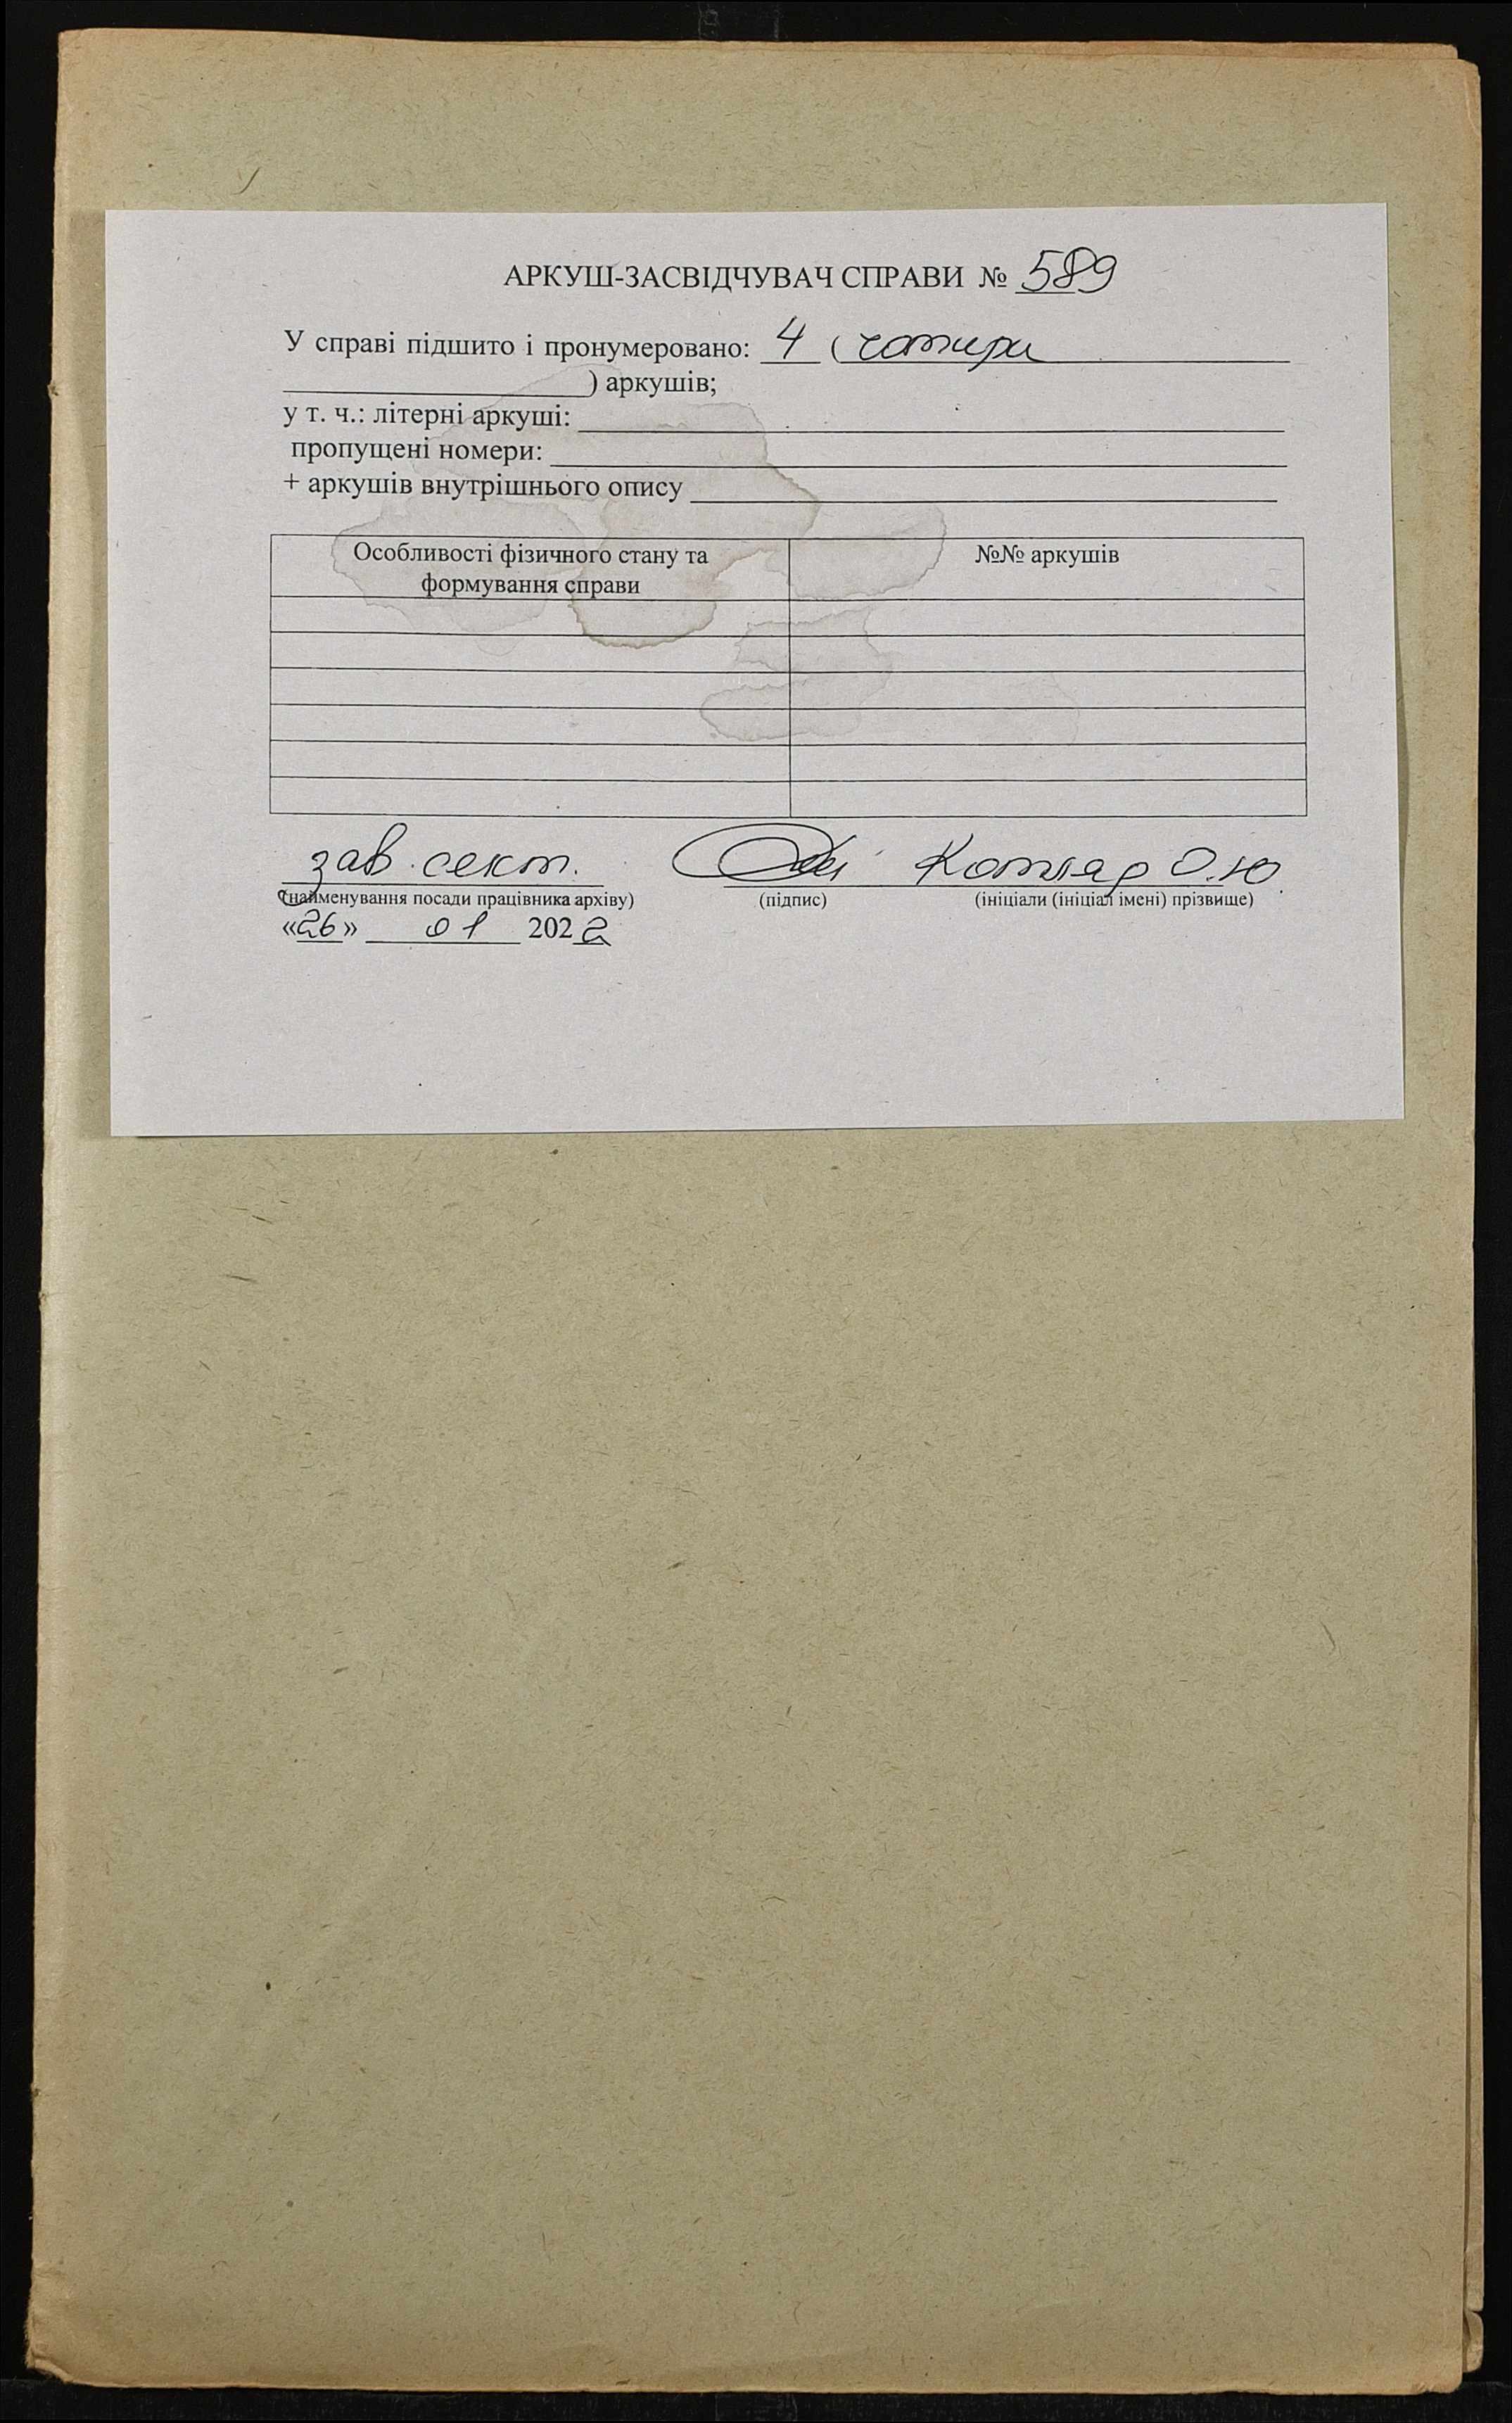 АРКУШ-ЗАСВІДЧУВАЧ СПРАВИ № 589
У справі підшито і пронумеровано: 4 ( чотири
) аркушів;
у т. ч.: літерні аркуші:
пропущені номери:
+ аркушів внутрішнього опису
Особливості фізичного стану та
формування справи
№№ аркушів
зав. сект. Котляр О.Ю.
(найменування посади працівника архіву) (підпис) (ініціали (ініціал імені) прізвище)
«26» 01 2022